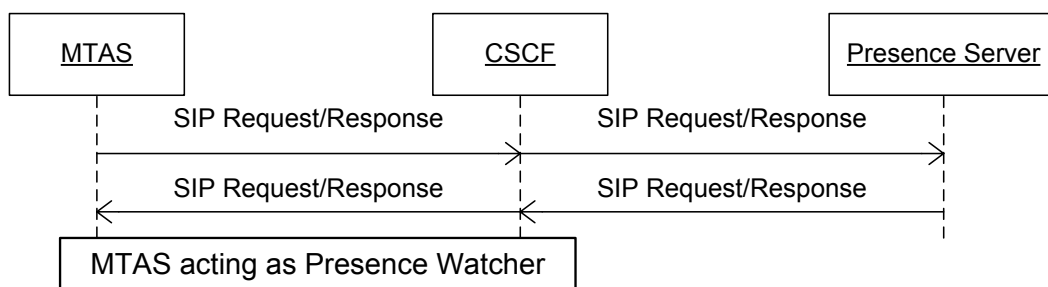 MTAS
CSCF
Presence Server
SIP Request/Response
SIP Request/Response
SIP Request/Response
SIP Request/Response
MTAS acting as Presence Watcher